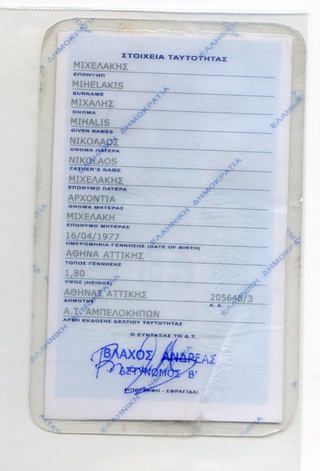 ΣΤΟΙΧΕΙΑ ΤΑΥΤΟΤΗΤΑΣ
ΜΙΧΕΛΑΚΗΣ
ΕΠΩΝΥΜΟ
MIHELAKIS
SURNAME
ΜΙΧΑΛΗΣ
ΟΝΟΜΑ
MIHALIS
GIVEN NAMES
ΝΙΚΟΛΑΟΣ
ΟΝΟΜΑ ΠΑΤΕΡΑ
NIKOLAOS
FATHER'S NAME
ΜΙΧΕΛΑΚΗΣ
ΕΠΩΝΥΜΟ ΠΑΤΕΡΑ
ΑΡΧΟΝΤΙΑ
ΟΝΟΜΑ ΜΗΤΕΡΑΣ
ΜΙΧΕΛΑΚΗ
ΕΠΩΝΥΜΟ ΜΗΤΕΡΑΣ
16/04/1977
ΗΜΕΡΟΜΗΝΙΑ ΓΕΝΝΗΣΗΣ (DATE OF BIRTH)
ΑΘΗΝΑ ΑΤΤΙΚΗΣ
ΤΟΠΟΣ ΓΕΝΝΗΣΗΣ
1,80
ΥΨΟΣ (HEIGHT)
ΑΘΗΝΑΣ ΑΤΤΙΚΗΣ 205648/3
ΔΗΜΟΤΗΣ Α.Δ.
Α.Τ. ΑΜΠΕΛΟΚΗΠΩΝ
ΑΡΧΗ ΕΚΔΟΣΗΣ ΔΕΛΤΙΟΥ ΤΑΥΤΟΤΗΤΑΣ
Ο ΣΥΝΤΑΞΑΣ ΤΟ Δ.Τ.
ΒΛΑΧΟΣ ΑΝΔΡΕΑΣ
ΑΣΤΥΝΟΜΟΣ Β'
(ΥΠΟΓΡΑΦΗ - ΣΦΡΑΓΙΔΑ)
ΕΛΛΗΝΙΚΗ ΔΗΜΟΚΡΑΤΙΑ